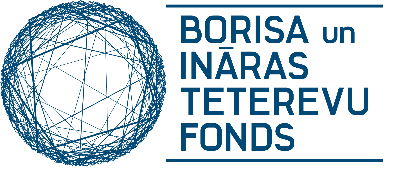 BORISA un
INĀRAS
TETEREVU
FONDS